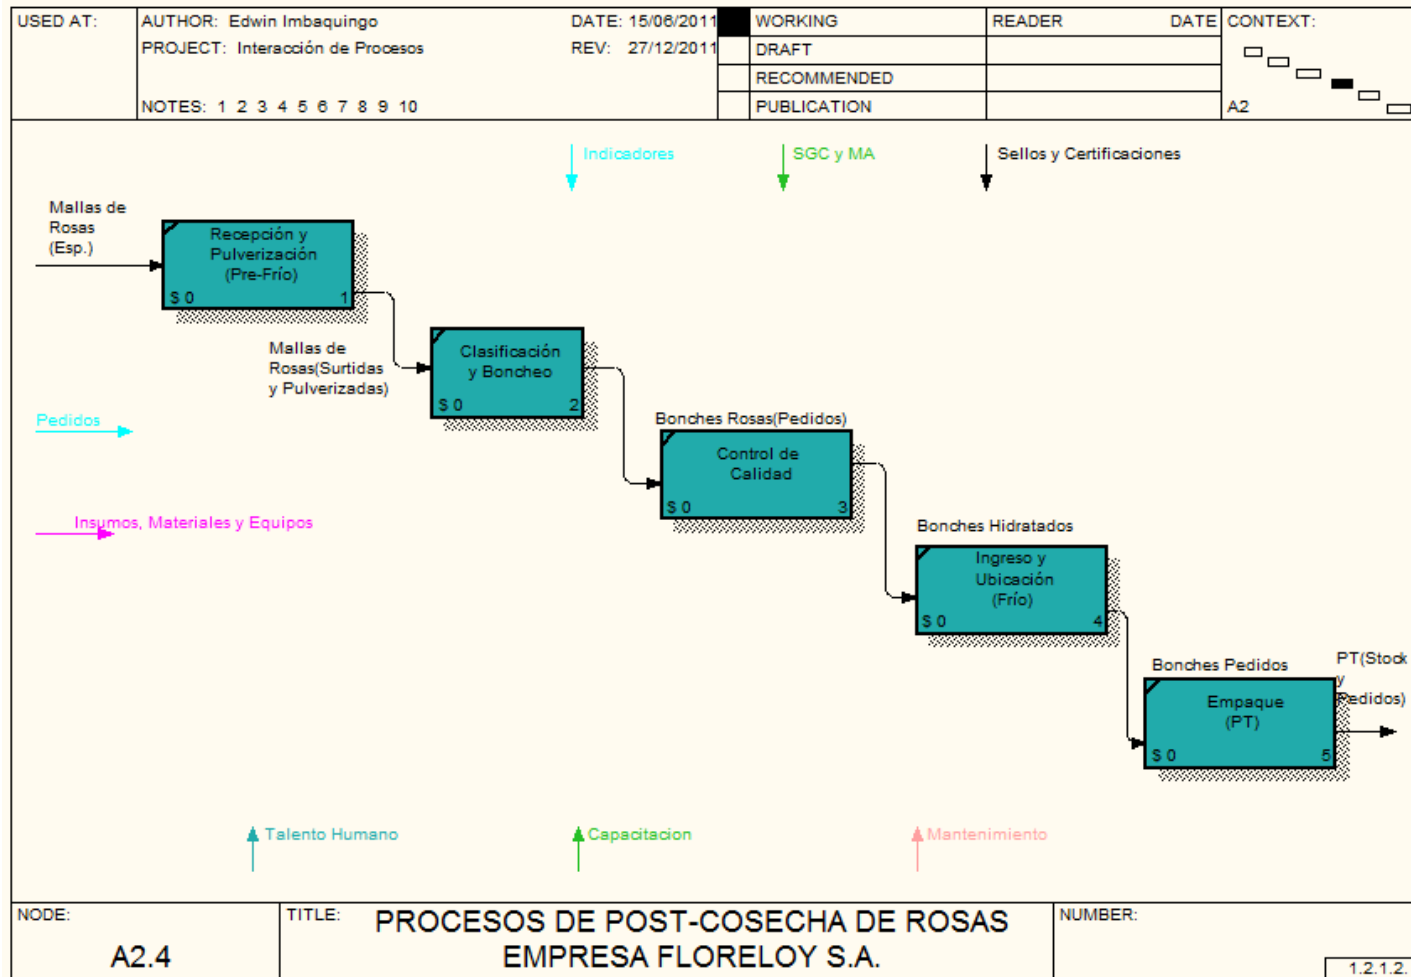 USED AT:
AUTHOR: Edwin Imbaquingo
DATE: 15/06/2011
WORKING
READER
DATE
CONTEXT:
PROJECT: Interacción de Procesos
REV: 27/12/2011
DRAFT
RECOMMENDED
NOTES: 1 2 3 4 5 6 7 8 9 10
PUBLICATION
A2
Indicadores
SGC y MA
Sellos y Certificaciones
Mallas de
Rosas
(Esp.)
Recepción y
Pulverización
(Pre-Frío)
$ 0
1
Mallas de
Rosas(Surtidas
y Pulverizadas)
Clasificación
y Boncheo
$ 0
2
Pedidos
Bonches Rosas(Pedidos)
Control de
Calidad
$ 0
3
Insumos, Materiales y Equipos
Bonches Hidratados
Ingreso y
Ubicación
(Frío)
$ 0
4
Bonches Pedidos
PT(Stock
y
Pedidos)
Empaque
(PT)
$ 0
5
Talento Humano
Capacitacion
Mantenimiento
NODE:
A2.4
TITLE:
PROCESOS DE POST-COSECHA DE ROSAS
EMPRESA FLORELOY S.A.
NUMBER:
1.2.1.2.